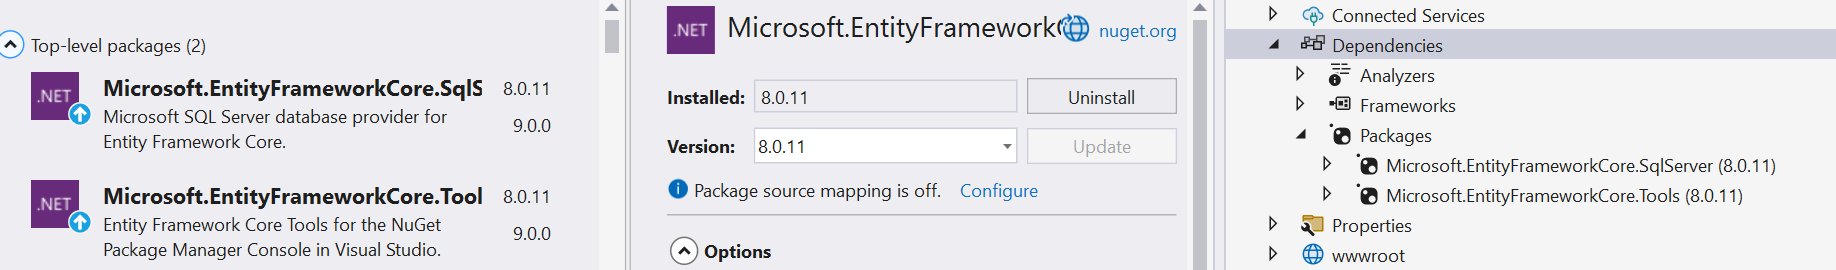 Top-level packages (2)
.NET
Microsoft.EntityFrameworkCore.SqlS
8.0.11
Microsoft SQL Server database provider for
Entity Framework Core.
9.0.0
.NET
Microsoft.EntityFrameworkCore.Tool
8.0.11
Entity Framework Core Tools for the NuGet
Package Manager Console in Visual Studio.
9.0.0
.NET
Microsoft.EntityFramework
nuget.org
Installed:
8.0.11
Uninstall
Version:
8.0.11
Update
Package source mapping is off. Configure
Options
Connected Services
Dependencies
Analyzers
Frameworks
Packages
Microsoft.EntityFrameworkCore.SqlServer (8.0.11)
Microsoft.EntityFrameworkCore.Tools (8.0.11)
Properties
wwwroot